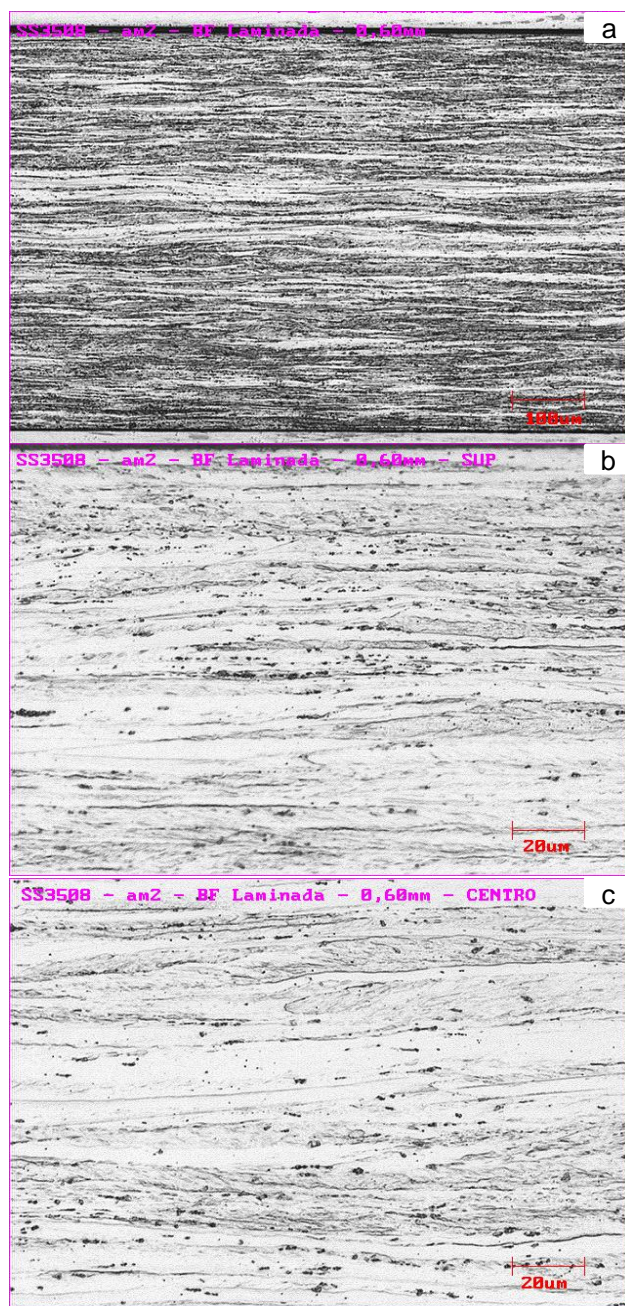 SS3508 - am2 - BF Laminada - 0,60mm
a
100um
SS3508 - am2 - BF Laminada - 0,60mm - SUP
b
20um
SS3508 - am2 - BF Laminada - 0,60mm - CENTRO
c
20um